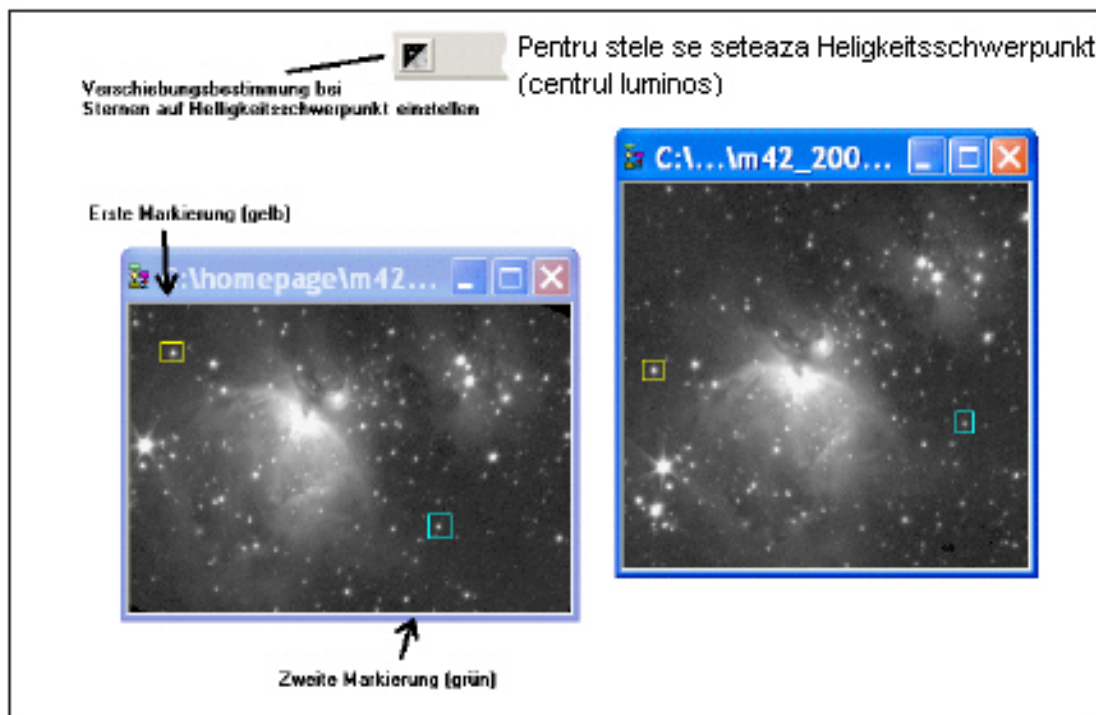 Pentru stele se seteaza Heligkeitsschwerpunkt
(centrul luminos)
Verschiebungsbestimmung bei
Sternen auf Helligkeitsschwerpunkt einstellen
C:\...\m42_200...
Erste Markierung (gelb)
C:\homepage\m42...
Zweite Markierung (grün)